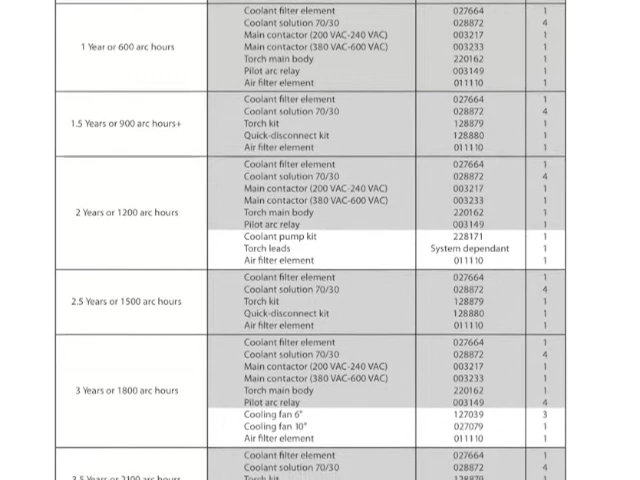 Coolant filter element 027664 1
Coolant solution 70/30 028872 4
Main contactor (200 VAC-240 VAC) 003217 1
1 Year or 600 arc hours Main contactor (380 VAC-600 VAC) 003233 1
Torch main body 220162 1
Pilot arc relay 003149 1
Air filter element 011110 1
Coolant filter element 027664 1
Coolant solution 70/30 028872 4
1.5 Years or 900 arc hours+ Torch kit 128879 1
Quick-disconnect kit 128880 1
Air filter element 011110 1
Coolant filter element 027664 1
Coolant solution 70/30 028872 4
Main contactor (200 VAC-240 VAC) 003217 1
Main contactor (380 VAC-600 VAC) 003233 1
2 Years or 1200 arc hours Torch main body 220162 1
Pilot arc relay 003149 1
Coolant pump kit 228171 1
Torch leads System dependant 1
Air filter element 011110 1
Coolant filter element 027664 1
Coolant solution 70/30 028872 4
2.5 Years or 1500 arc hours Torch kit 128879 1
Quick-disconnect kit 128880 1
Air filter element 011110 1
Coolant filter element 027664 1
Coolant solution 70/30 028872 4
Main contactor (200 VAC-240 VAC) 003217 1
Main contactor (380 VAC-600 VAC) 003233 1
3 Years or 1800 arc hours Torch main body 220162 1
Pilot arc relay 003149 4
Cooling fan 6" 127039 3
Cooling fan 10" 027079 1
Air filter element 011110 1
Coolant filter element 027664 1
Coolant solution 70/30 028872 4